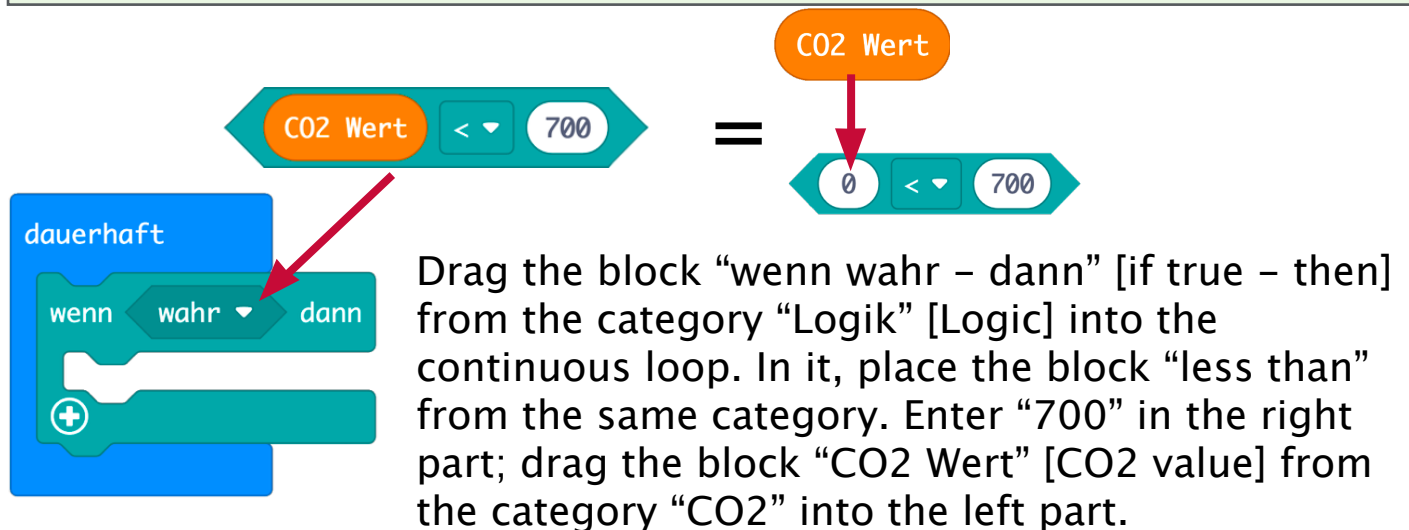 CO2 Wert
CO2 Wert < 700
=
0 < 700
dauerhaft
wenn wahr dann
Drag the block “wenn wahr – dann” [if true – then]
from the category “Logik” [Logic] into the
continuous loop. In it, place the block “less than”
from the same category. Enter “700” in the right
part; drag the block “CO2 Wert” [CO2 value] from
the category “CO2” into the left part.